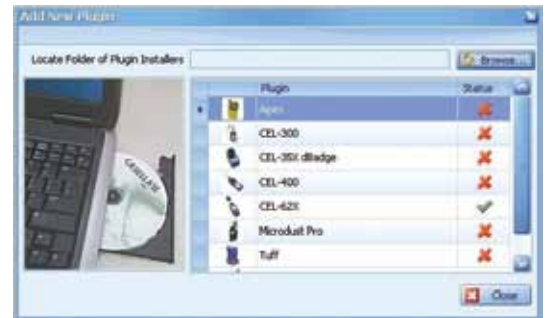 Add New Plugin
Locate Folder of Plugin Installers
Browse...
Plugin
Status
Apex
CEL-300
CEL-35X dBadge
CEL-400
CEL-62X
Microdust Pro
Tuff
Close